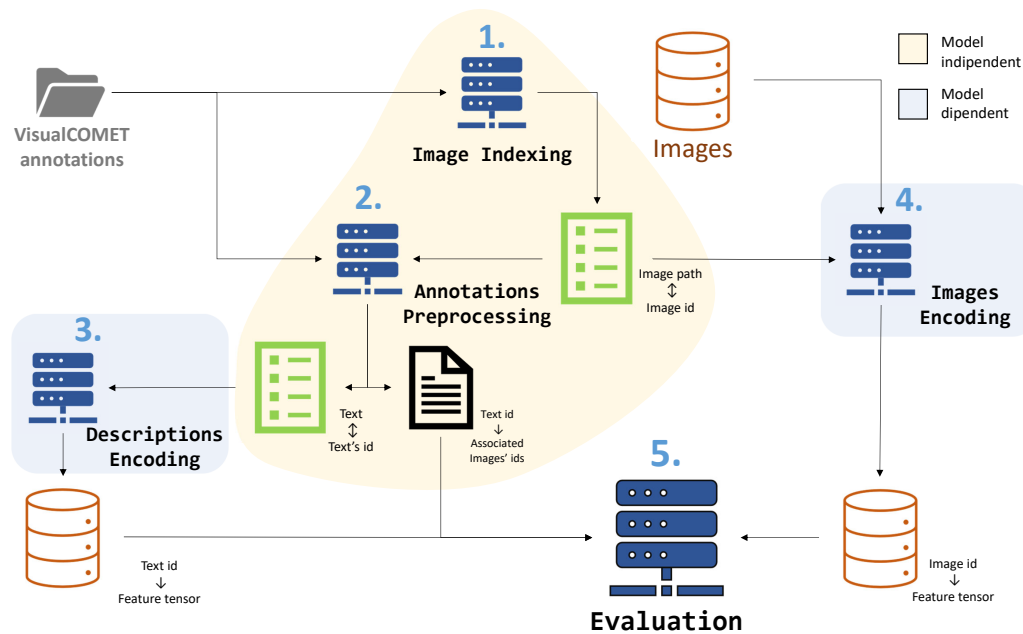 1.
Model
indipendent
Model
dipendent
VisualCOMET
annotations
Image Indexing
Images
2.
4.
Image path
↕
Image id
Annotations
Preprocessing
Images
Encoding
3.
Text
↕
Text's id
Text id
↓
Associated
Images' ids
Descriptions
Encoding
5.
Text id
↓
Feature tensor
Image id
↓
Feature tensor
Evaluation